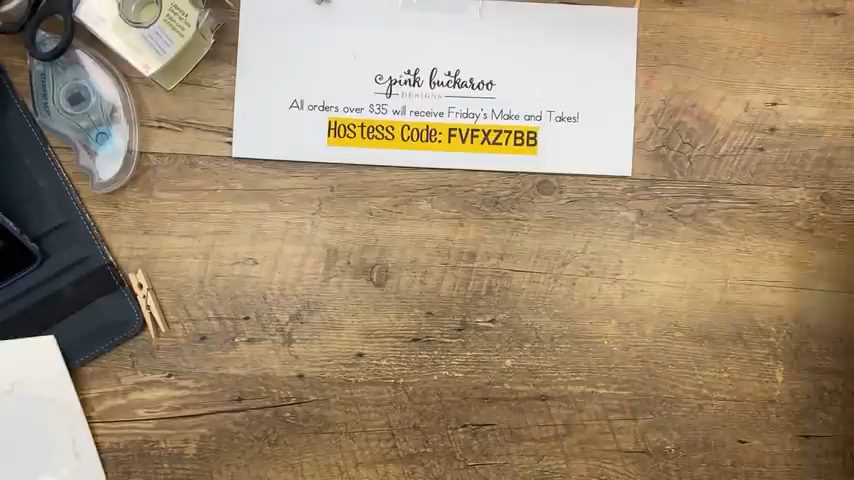 pink buckaroo
DESIGNS
All orders over $35 will receive Friday's Make and Takes!
Hostess Code: FVFXZ7BB